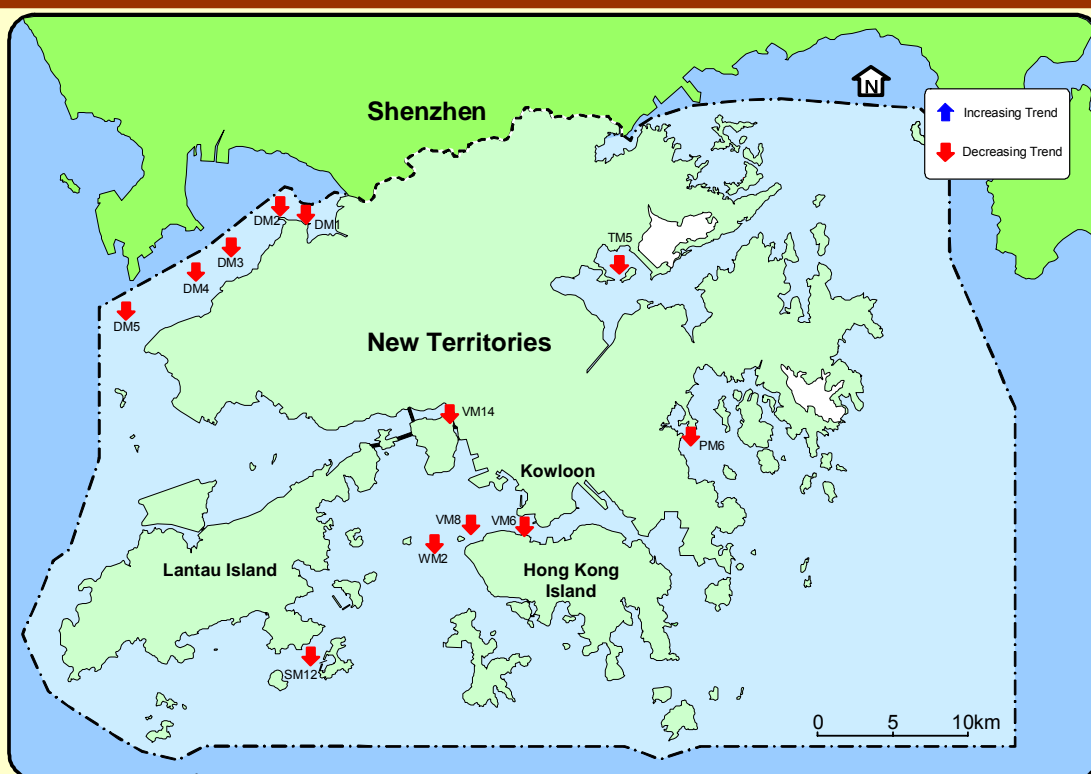 N
Shenzhen
Increasing Trend
Decreasing Trend
DM2
DM1
DM3
TM5
DM4
DM5
New Territories
VM14
PM6
Kowloon
VM8
VM6
WM2
Lantau Island
Hong Kong
Island
SM12
0 5 10km